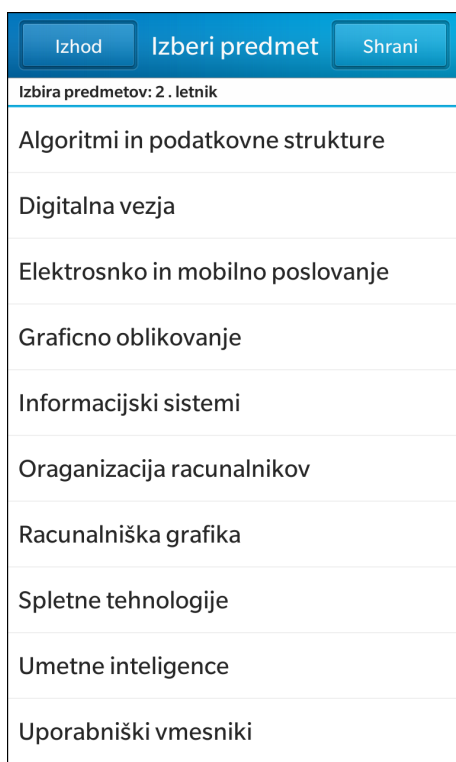 Izhod Izberi predmet Shrani
Izbira predmetov: 2 . letnik
Algoritmi in podatkovne strukture
Digitalna vezja
Elektrosnko in mobilno poslovanje
Graficno oblikovanje
Informacijski sistemi
Oraganizacija racunalnikov
Racunalniška grafika
Spletne tehnologije
Umetne inteligence
Uporabniški vmesniki